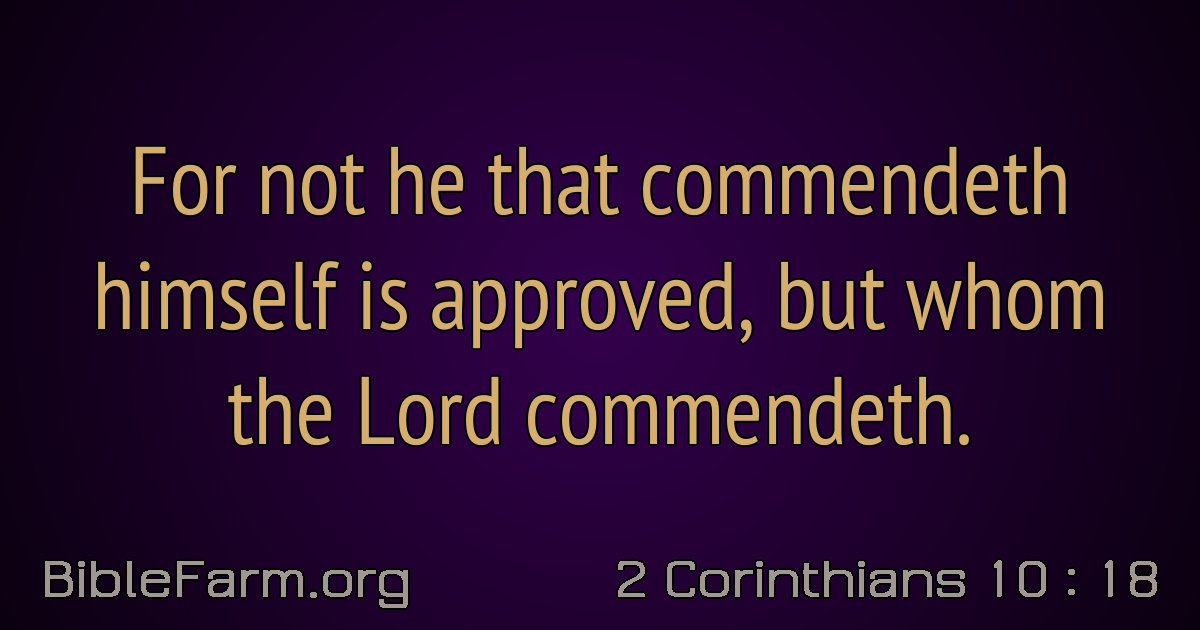 For not he that commendeth
himself is approved, but whom
the Lord commendeth.
BibleFarm.org
2 Corinthians 10 : 18